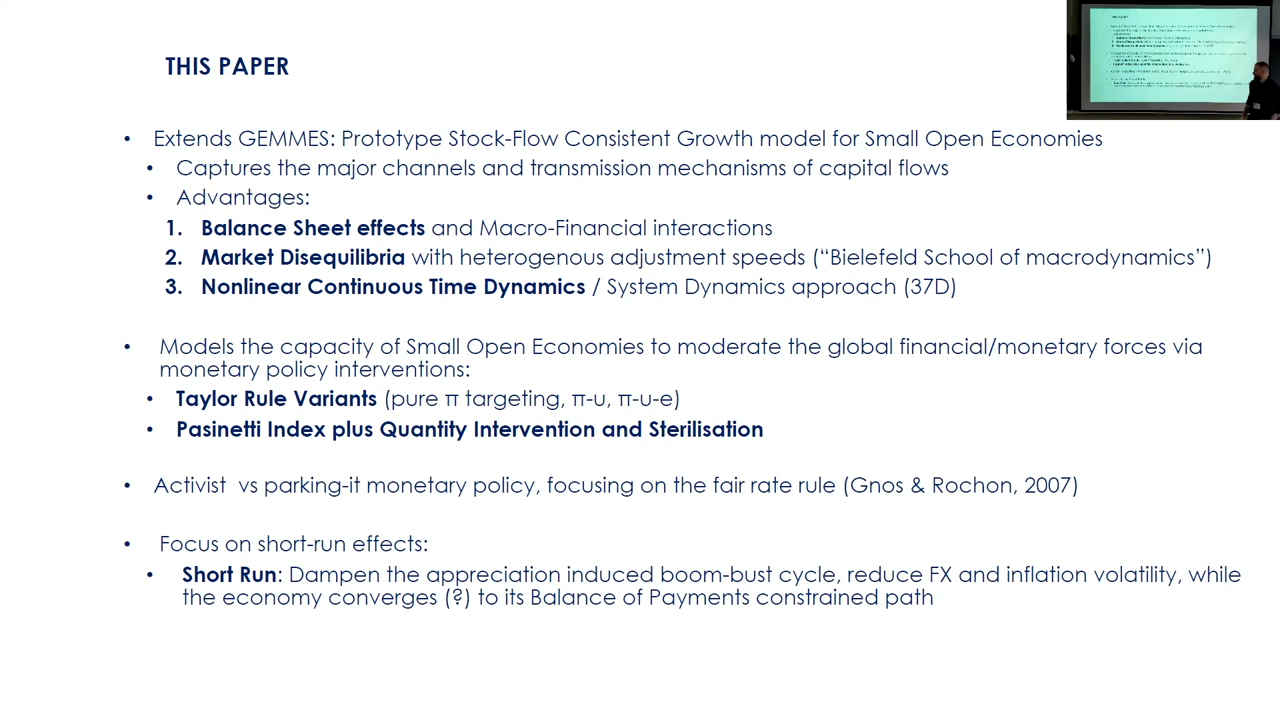 THIS PAPER
• Extends GEMMES: Prototype Stock-Flow Consistent Growth model for Small Open Economies
• Captures the major channels and transmission mechanisms of capital flows
• Advantages:
1. Balance Sheet effects and Macro-Financial interactions
2. Market Disequilibria with heterogenous adjustment speeds (“Bielefeld School of macrodynamics”)
3. Nonlinear Continuous Time Dynamics / System Dynamics approach (37D)
• Models the capacity of Small Open Economies to moderate the global financial/monetary forces via
monetary policy interventions:
• Taylor Rule Variants (pure π targeting, π-u, π-u-e)
• Pasinetti Index plus Quantity Intervention and Sterilisation
• Activist vs parking-it monetary policy, focusing on the fair rate rule (Gnos & Rochon, 2007)
• Focus on short-run effects:
• Short Run: Dampen the appreciation induced boom-bust cycle, reduce FX and inflation volatility, while
the economy converges (?) to its Balance of Payments constrained path